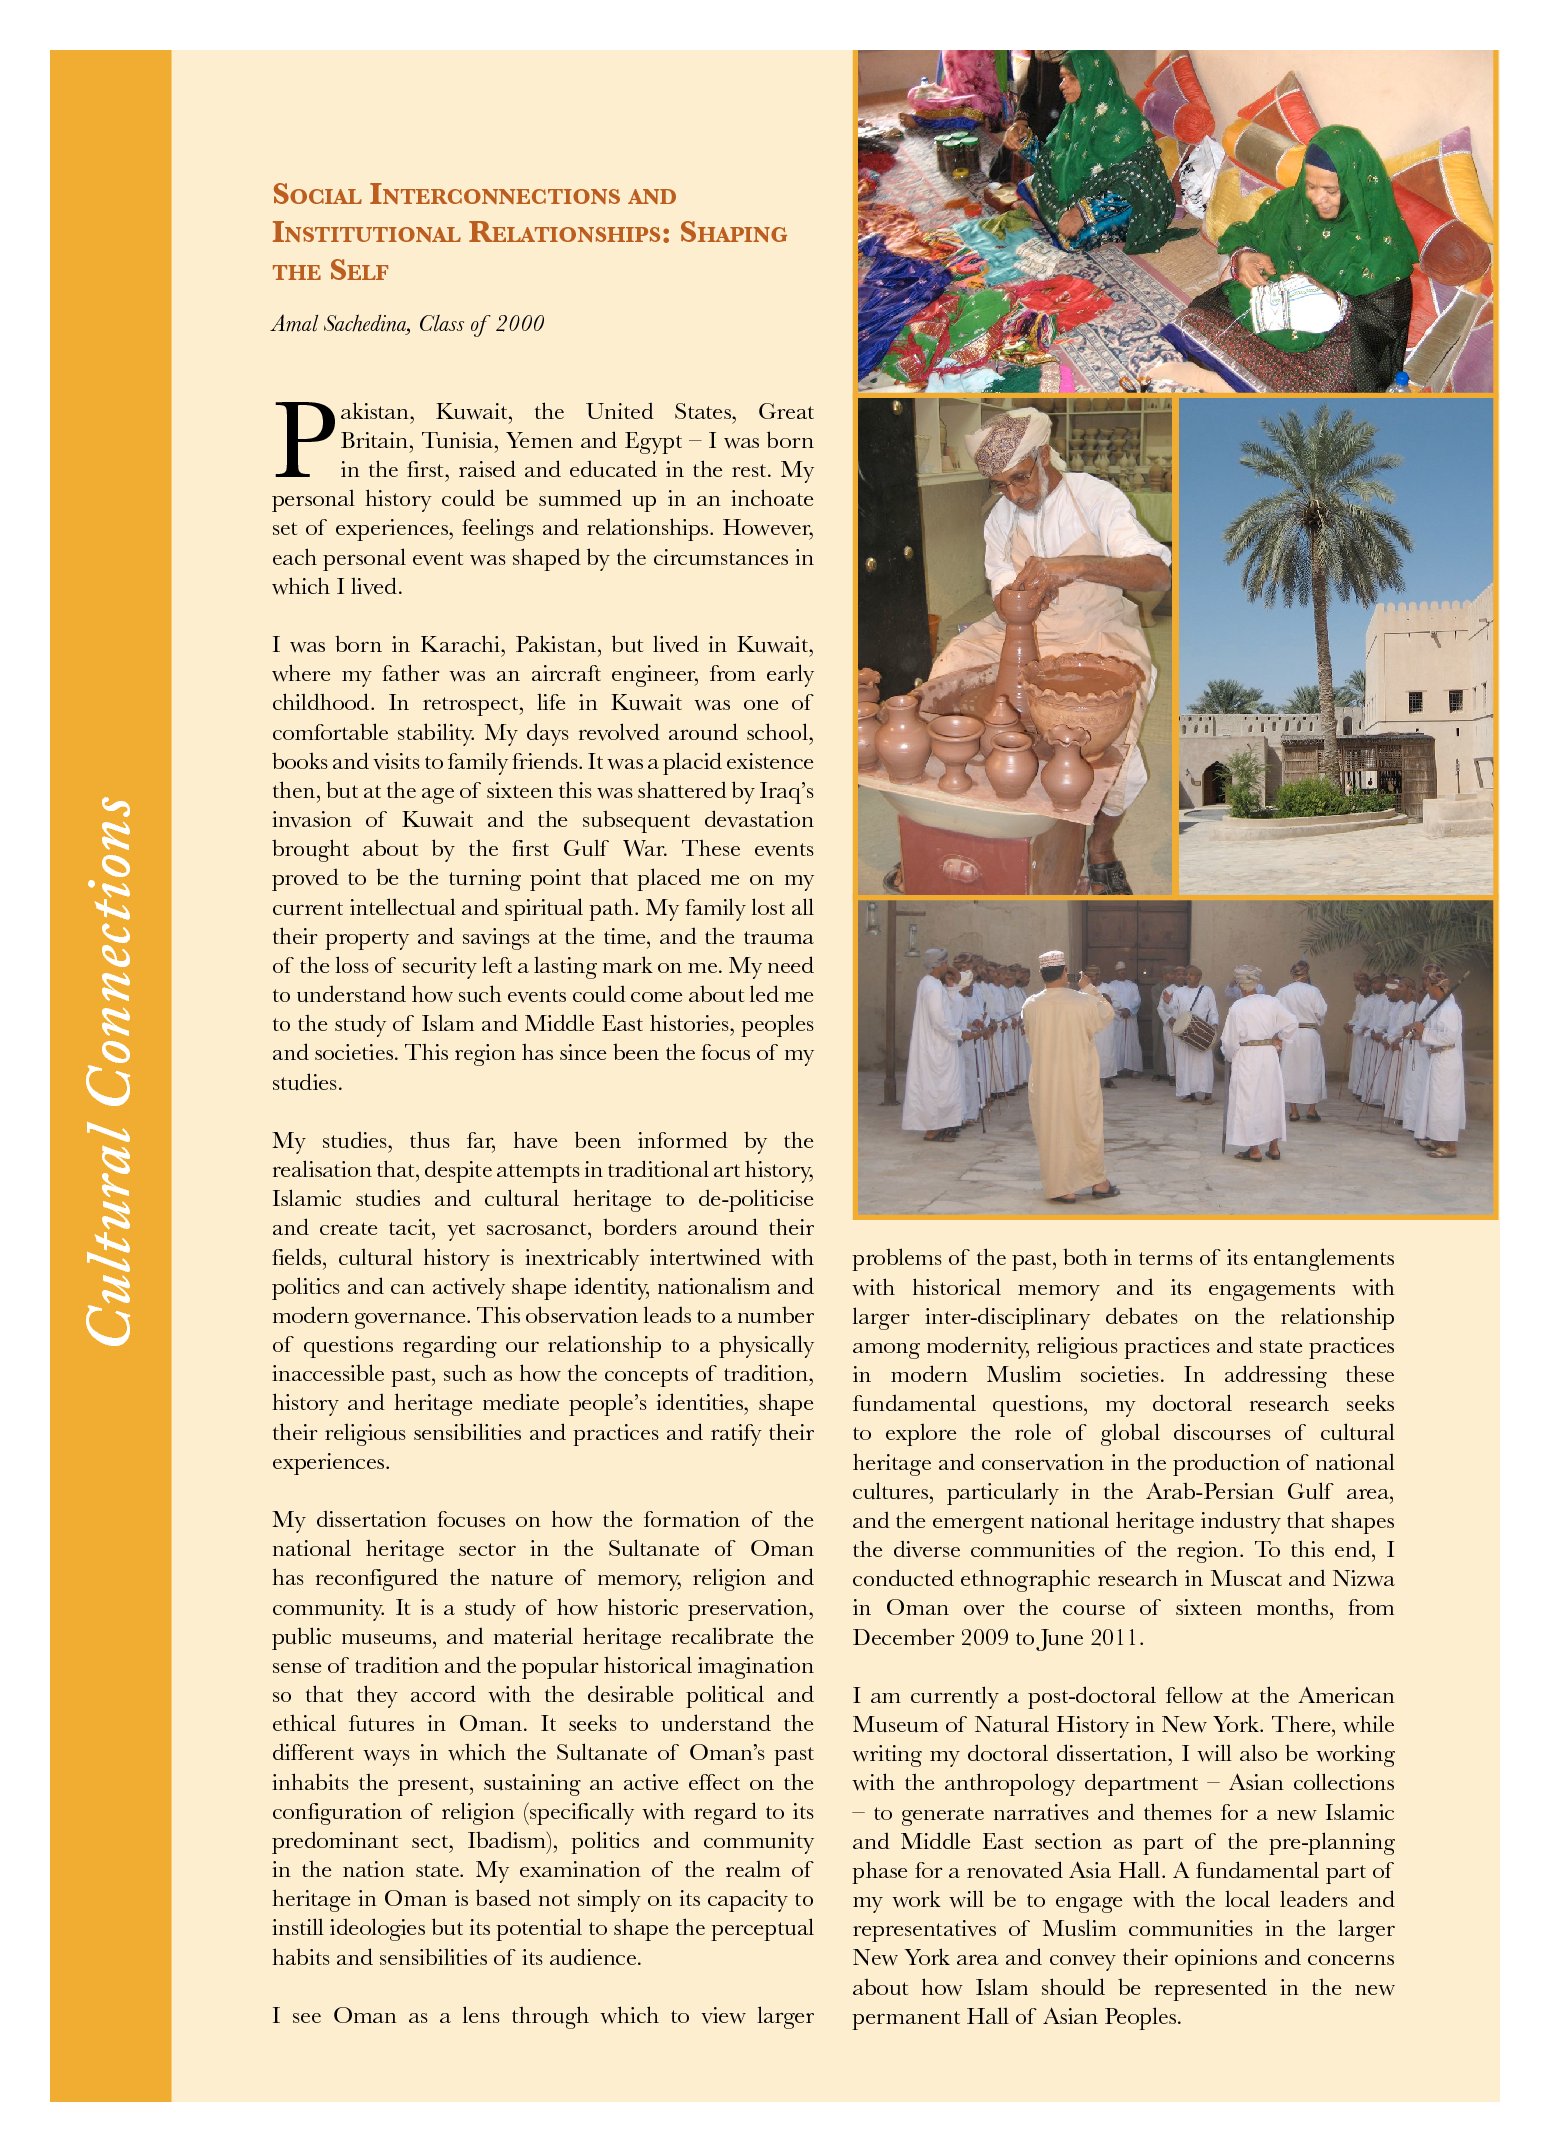 Cultural Connections
Social Interconnections and
Institutional Relationships: Shaping
the Self
Amal Sachedina, Class of 2000
Pakistan, Kuwait, the United States, Great
Britain, Tunisia, Yemen and Egypt – I was born
in the first, raised and educated in the rest. My
personal history could be summed up in an inchoate
set of experiences, feelings and relationships. However,
each personal event was shaped by the circumstances in
which I lived.
I was born in Karachi, Pakistan, but lived in Kuwait,
where my father was an aircraft engineer, from early
childhood. In retrospect, life in Kuwait was one of
comfortable stability. My days revolved around school,
books and visits to family friends. It was a placid existence
then, but at the age of sixteen this was shattered by Iraq’s
invasion of Kuwait and the subsequent devastation
brought about by the first Gulf War. These events
proved to be the turning point that placed me on my
current intellectual and spiritual path. My family lost all
their property and savings at the time, and the trauma
of the loss of security left a lasting mark on me. My need
to understand how such events could come about led me
to the study of Islam and Middle East histories, peoples
and societies. This region has since been the focus of my
studies.
My studies, thus far, have been informed by the
realisation that, despite attempts in traditional art history,
Islamic studies and cultural heritage to de-politicise
and create tacit, yet sacrosanct, borders around their
fields, cultural history is inextricably intertwined with
politics and can actively shape identity, nationalism and
modern governance. This observation leads to a number
of questions regarding our relationship to a physically
inaccessible past, such as how the concepts of tradition,
history and heritage mediate people’s identities, shape
their religious sensibilities and practices and ratify their
experiences.
My dissertation focuses on how the formation of the
national heritage sector in the Sultanate of Oman
has reconfigured the nature of memory, religion and
community. It is a study of how historic preservation,
public museums, and material heritage recalibrate the
sense of tradition and the popular historical imagination
so that they accord with the desirable political and
ethical futures in Oman. It seeks to understand the
different ways in which the Sultanate of Oman’s past
inhabits the present, sustaining an active effect on the
configuration of religion (specifically with regard to its
predominant sect, Ibadism), politics and community
in the nation state. My examination of the realm of
heritage in Oman is based not simply on its capacity to
instill ideologies but its potential to shape the perceptual
habits and sensibilities of its audience.
I see Oman as a lens through which to view larger
problems of the past, both in terms of its entanglements
with historical memory and its engagements with
larger inter-disciplinary debates on the relationship
among modernity, religious practices and state practices
in modern Muslim societies. In addressing these
fundamental questions, my doctoral research seeks
to explore the role of global discourses of cultural
heritage and conservation in the production of national
cultures, particularly in the Arab-Persian Gulf area,
and the emergent national heritage industry that shapes
the diverse communities of the region. To this end, I
conducted ethnographic research in Muscat and Nizwa
in Oman over the course of sixteen months, from
December 2009 to June 2011.
I am currently a post-doctoral fellow at the American
Museum of Natural History in New York. There, while
writing my doctoral dissertation, I will also be working
with the anthropology department – Asian collections
– to generate narratives and themes for a new Islamic
and Middle East section as part of the pre-planning
phase for a renovated Asia Hall. A fundamental part of
my work will be to engage with the local leaders and
representatives of Muslim communities in the larger
New York area and convey their opinions and concerns
about how Islam should be represented in the new
permanent Hall of Asian Peoples.